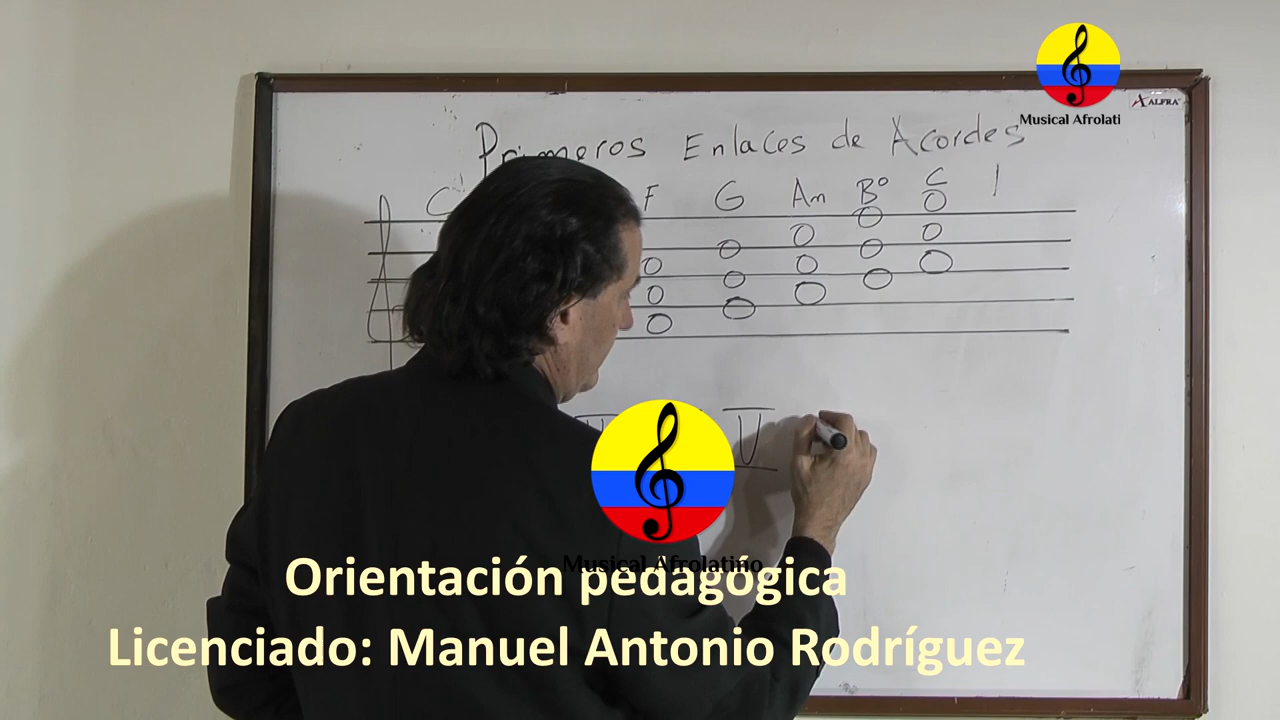 Musical Afrolati
ALFRA
Primeros Enlaces de Acordes
C F G Am B° C
V
Musical Afrolatino
Orientación pedagógica
Licenciado: Manuel Antonio Rodríguez